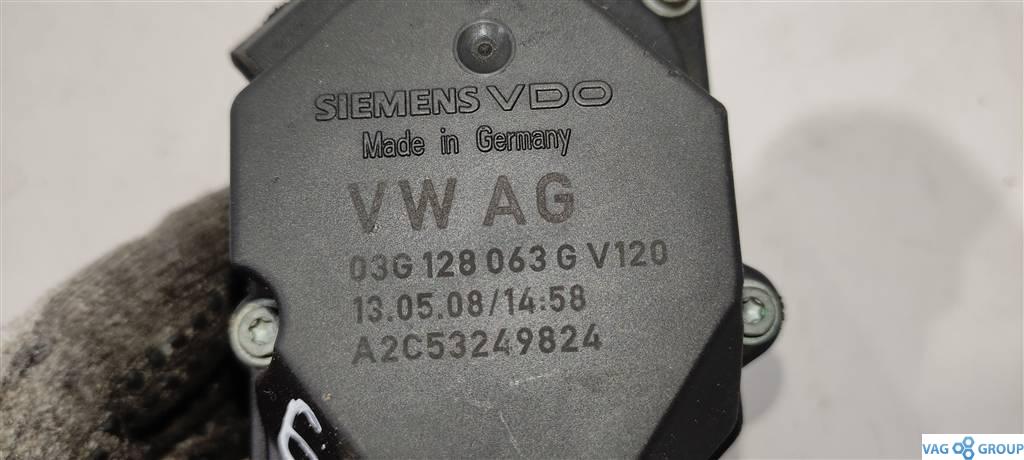 SIEMENS VDO
Made in Germany
VW AG
03G 128 063 G V120
13.05.08/14:58
A2C53249824
VAG GROUP